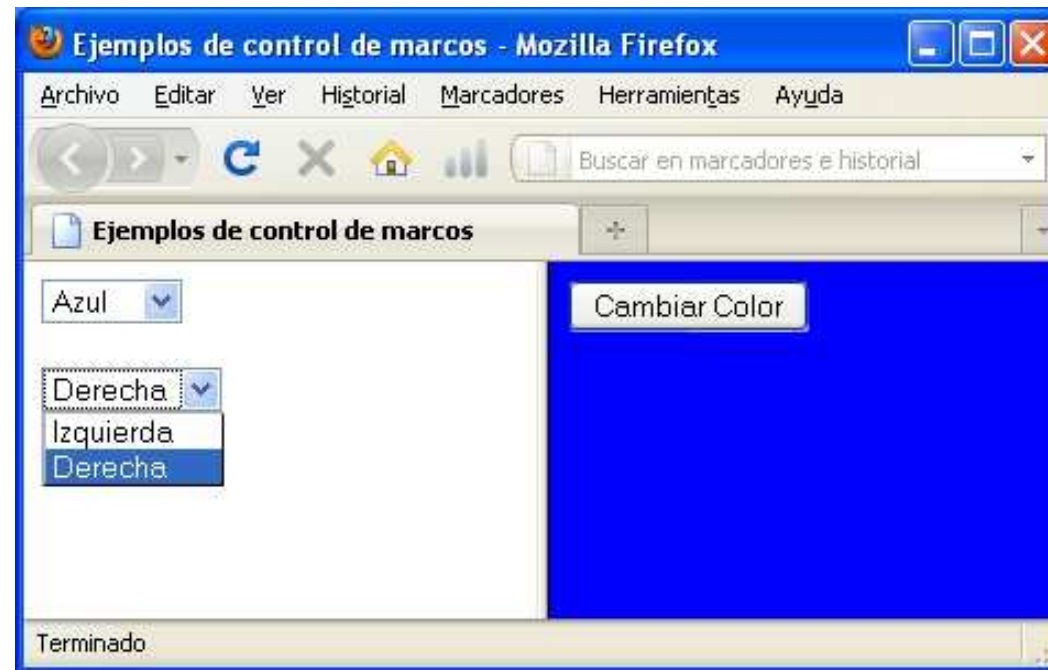 Ejemplos de control de marcos - Mozilla Firefox
Archivo Editar Ver Historial Marcadores Herramientas Ayuda
Buscar en marcadores e historial
Ejemplos de control de marcos
Azul
Cambiar Color
Derecha
Izquierda
Derecha
Terminado